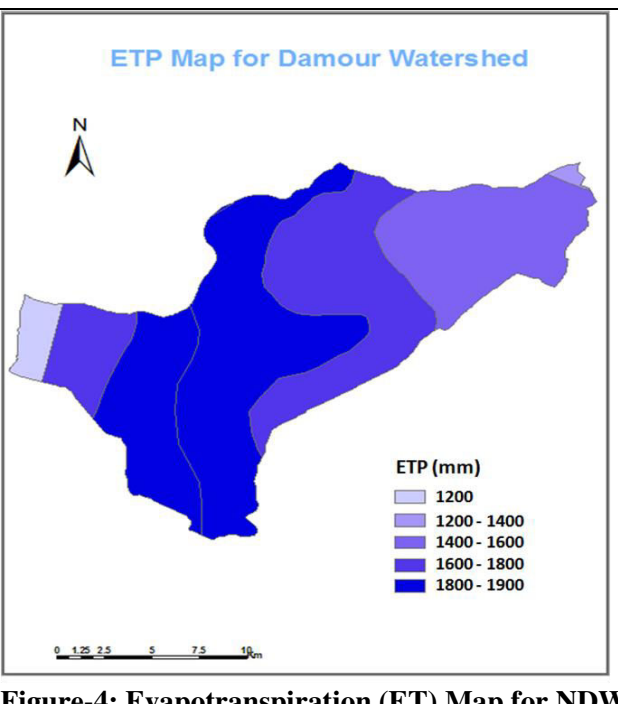 ETP Map for Damour Watershed
N
ETP (mm)
1200
1200 - 1400
1400 - 1600
1600 - 1800
1800 - 1900
0 1.25 2.5 5 7.5 10 Km
Figure-4: Evapotranspiration (ET) Map for NDW